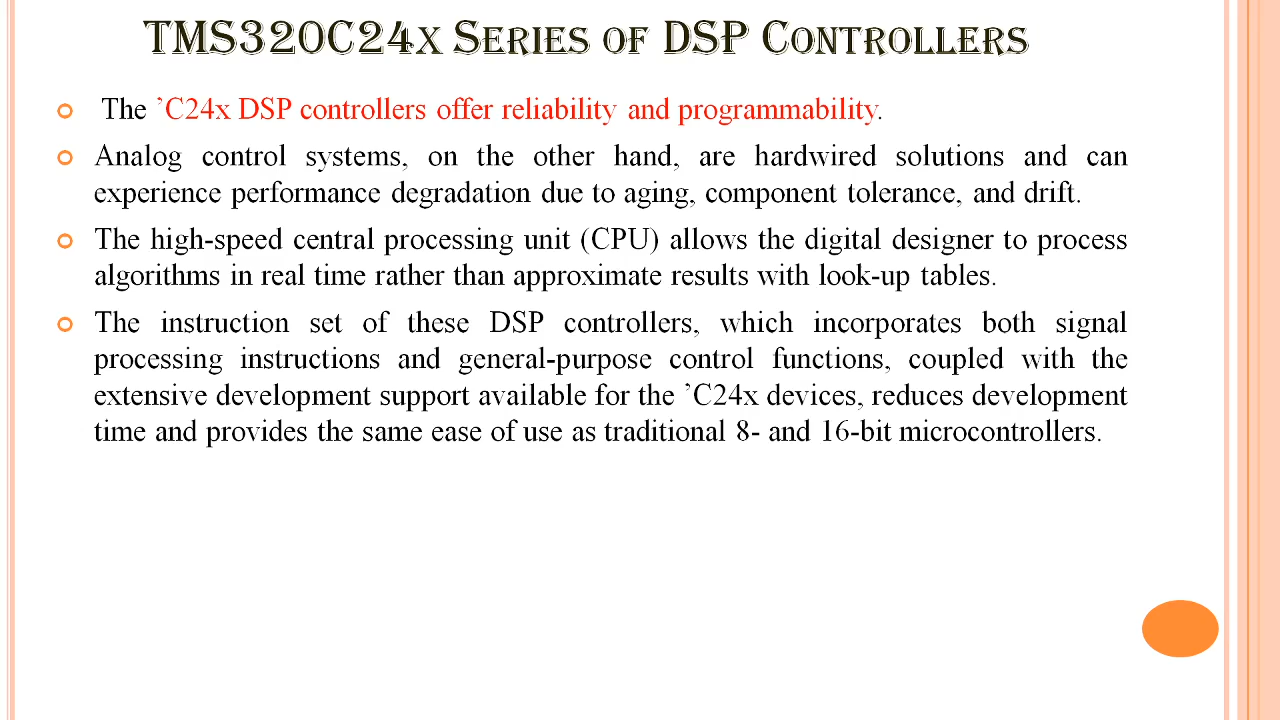 TMS320C24x Series of DSP Controllers
The ’C24x DSP controllers offer reliability and programmability.
Analog control systems, on the other hand, are hardwired solutions and can
experience performance degradation due to aging, component tolerance, and drift.
The high-speed central processing unit (CPU) allows the digital designer to process
algorithms in real time rather than approximate results with look-up tables.
The instruction set of these DSP controllers, which incorporates both signal
processing instructions and general-purpose control functions, coupled with the
extensive development support available for the ’C24x devices, reduces development
time and provides the same ease of use as traditional 8- and 16-bit microcontrollers.